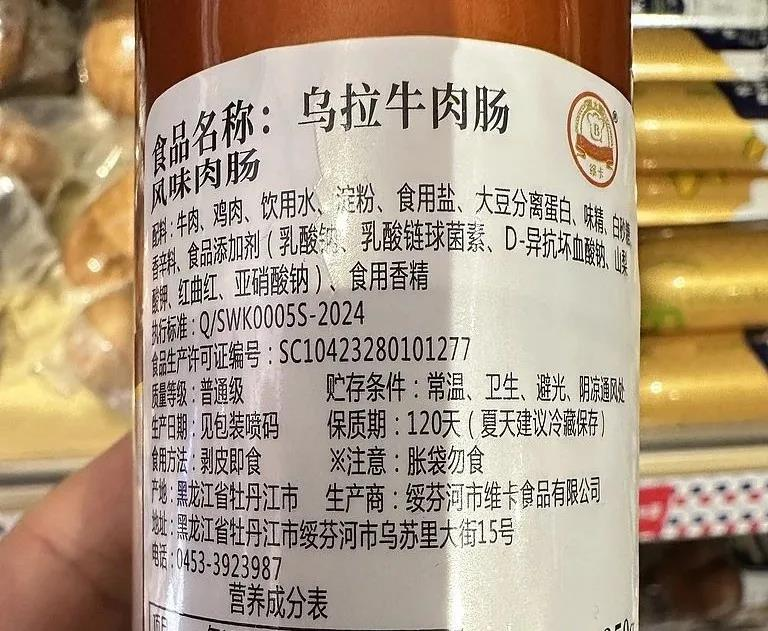 食品名称：乌拉牛肉肠
风味肉肠
®
B
维卡
配料：牛肉、鸡肉、饮用水、淀粉、食用盐、大豆分离蛋白、味精、白砂糖、
香辛料、食品添加剂（乳酸钠、乳酸链球菌素、D-异抗坏血酸钠、山梨
酸钾、红曲红、亚硝酸钠）、食用香精
执行标准：Q/SWK0005S-2024
食品生产许可证编号：SC10423280101277
质量等级：普通级 贮存条件：常温、卫生、避光、阴凉通风处
生产日期：见包装喷码 保质期：120天（夏天建议冷藏保存）
食用方法：剥皮即食 ※注意：胀袋勿食
产地：黑龙江省牡丹江市 生产商：绥芬河市维卡食品有限公司
地址：黑龙江省牡丹江市绥芬河市乌苏里大街15号
电话：0453-3923987
营养成分表